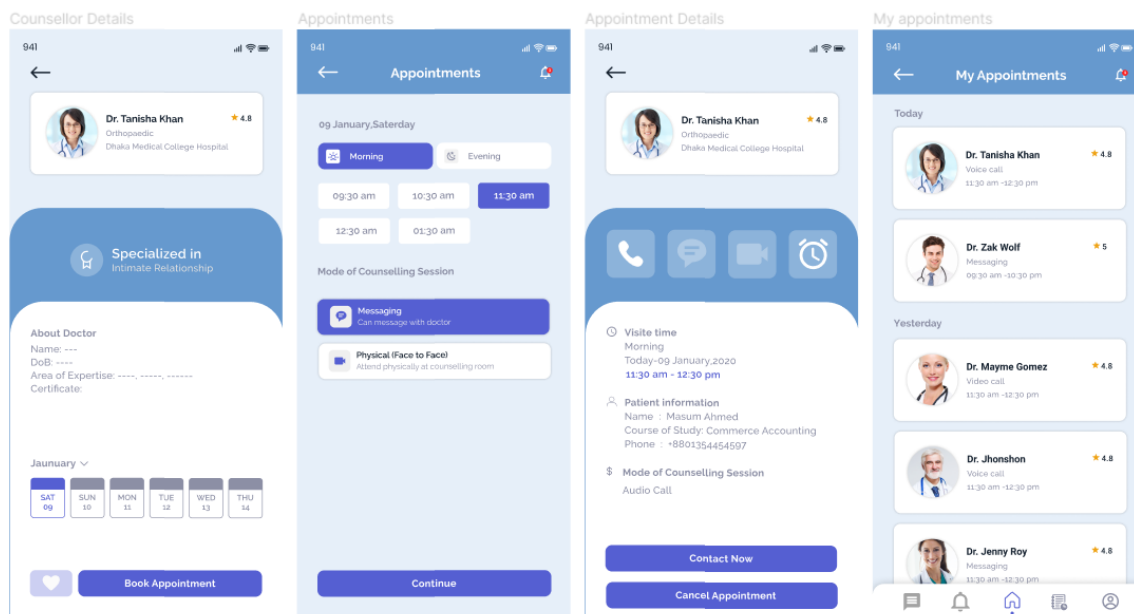 Counsellor Details
941
Dr. Tanisha Khan
4.8
Orthopaedic
Dhaka Medical College Hospital
Specialized in
Intimate Relationship
About Doctor
Name: ---
DoB: ----
Area of Expertise: ----, -----, ------
Certificate:
Jaunuary
SAT SUN MON TUE WED THU
09 10 11 12 13 14
Book Appointment
Appointments
941
Appointments
09 January,Saterday
Morning Evening
09:30 am 10:30 am 11:30 am
12:30 am 01:30 am
Mode of Counselling Session
Messaging
Can message with doctor
Physical (Face to Face)
Attend physically at counselling room
Continue
Appointment Details
941
Dr. Tanisha Khan
4.8
Orthopaedic
Dhaka Medical College Hospital
Visite time
Morning
Today-09 January,2020
11:30 am - 12:30 pm
Patient information
Name : Masum Ahmed
Course of Study: Commerce Accounting
Phone : +8801354454597
$ Mode of Counselling Session
Audio Call
Contact Now
Cancel Appointment
My appointments
941
My Appointments
Today
Dr. Tanisha Khan
4.8
Voice call
11:30 am -12:30 pm
Dr. Zak Wolf
5
Messaging
09:30 am -10:30 pm
Yesterday
Dr. Mayme Gomez
4.8
Video call
11:30 am -12:30 pm
Dr. Jhonshon
4.8
Voice call
11:30 am -12:30 pm
Dr. Jenny Roy
4.8
Messaging
11:30 am -12:30 pm